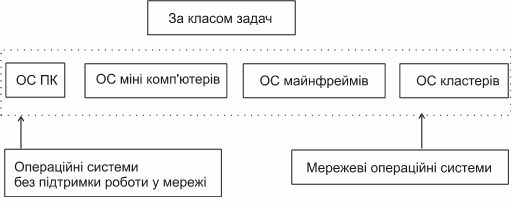 За класом задач
ОС ПК
ОС міні комп'ютерів
ОС майнфреймів
ОС кластерів
Операційні системи
без підтримки роботи у мережі
Мережеві операційні системи